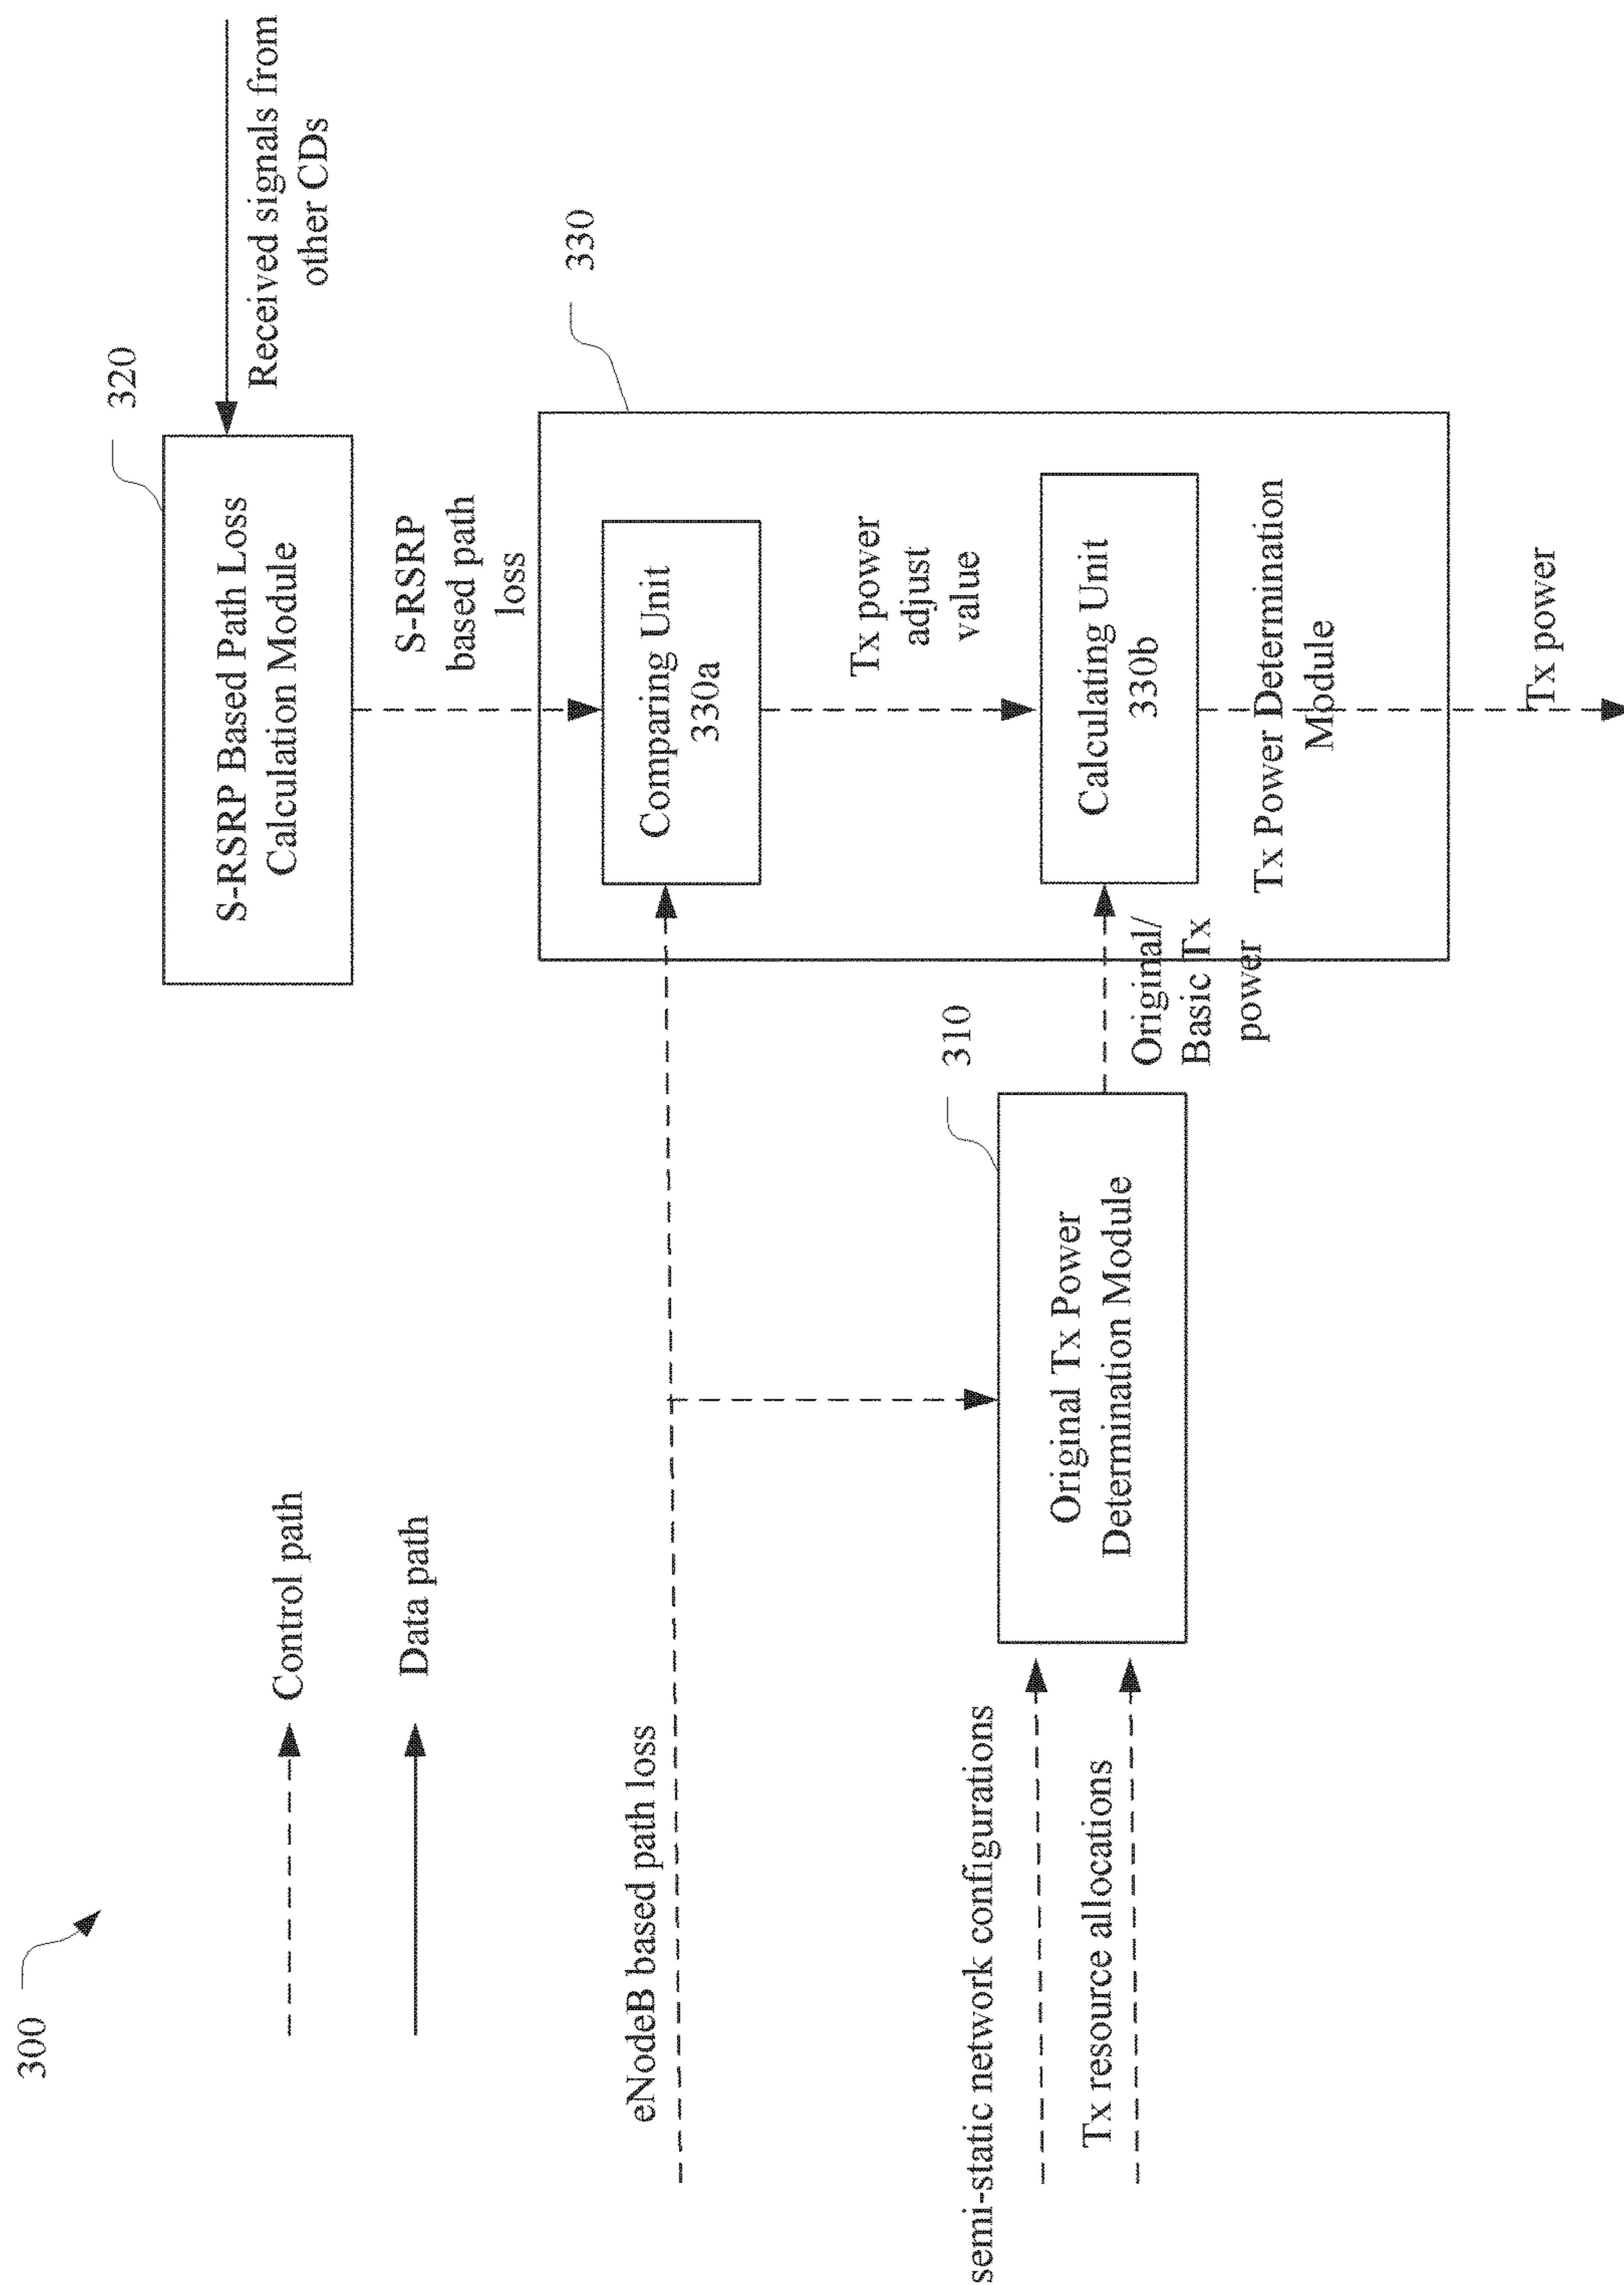 300
Control path
Data path
320
S-RSRP Based Path Loss
Calculation Module
Received signals from
other CDs
S-RSRP
based path
loss
eNodeB based path loss
330
Comparing Unit
330a
Tx power
adjust
value
semi-static network configurations
Tx resource allocations
310
Original Tx Power
Determination Module
Original/
Basic Tx
power
Calculating Unit
330b
Tx Power Determination
Module
Tx power